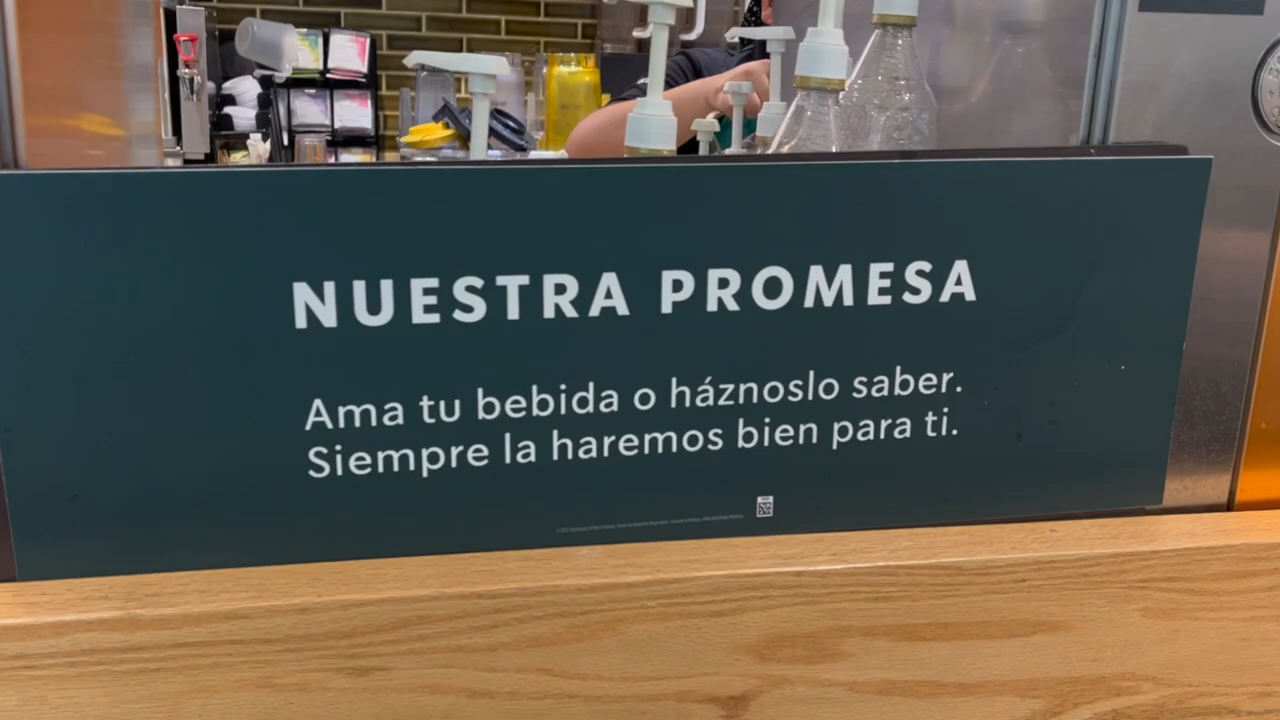 NUESTRA PROMESA
Ama tu bebida o háznoslo saber.
Siempre la haremos bien para ti.